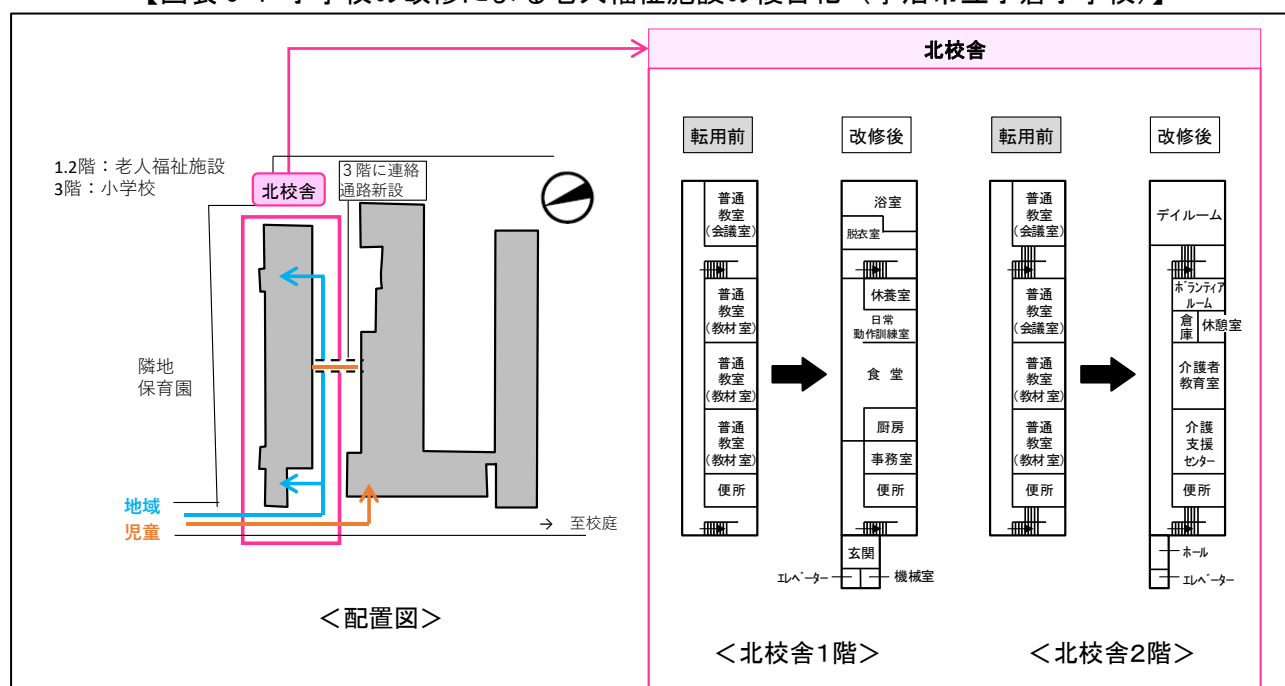 北校舎
1.2階：老人福祉施設
3階：小学校
北校舎
３階に連絡
通路新設
隣地
保育園
地域
児童
→ 至校庭
＜配置図＞
転用前
改修後
転用前
改修後
普通
教室
(会議室)
普通
教室
(教材室)
普通
教室
(教材室)
普通
教室
(教材室)
便所
浴室
脱衣室
休養室
日常
動作訓練室
食 堂
厨房
事務室
便所
玄関
エレベーター
機械室
＜北校舎１階＞
普通
教室
(会議室)
普通
教室
(会議室)
普通
教室
(教材室)
普通
教室
(教材室)
便所
デイルーム
ボランティア
ルーム
倉庫
休憩室
介護者
教育室
介護
支援
センター
便所
ホール
エレベーター
＜北校舎２階＞